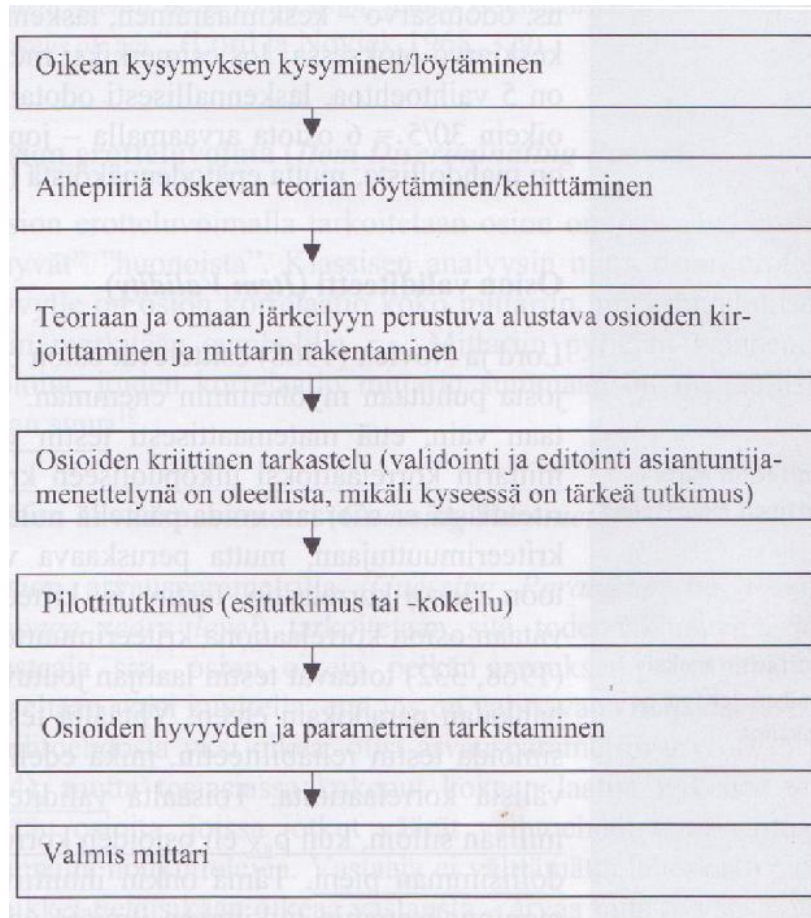 Oikean kysymyksen kysyminen/löytäminen
Aihepiiriä koskevan teorian löytäminen/kehittäminen
Teoriaan ja omaan järkeilyyn perustuva alustava osioiden kir-
joittaminen ja mittarin rakentaminen
Osioiden kriittinen tarkastelu (validointi ja editointi asiantuntija-
menettelynä on oleellista, mikäli kyseessä on tärkeä tutkimus)
Pilottitutkimus (esitutkimus tai -kokeilu)
Osioiden hyvyyden ja parametrien tarkistaminen
Valmis mittari